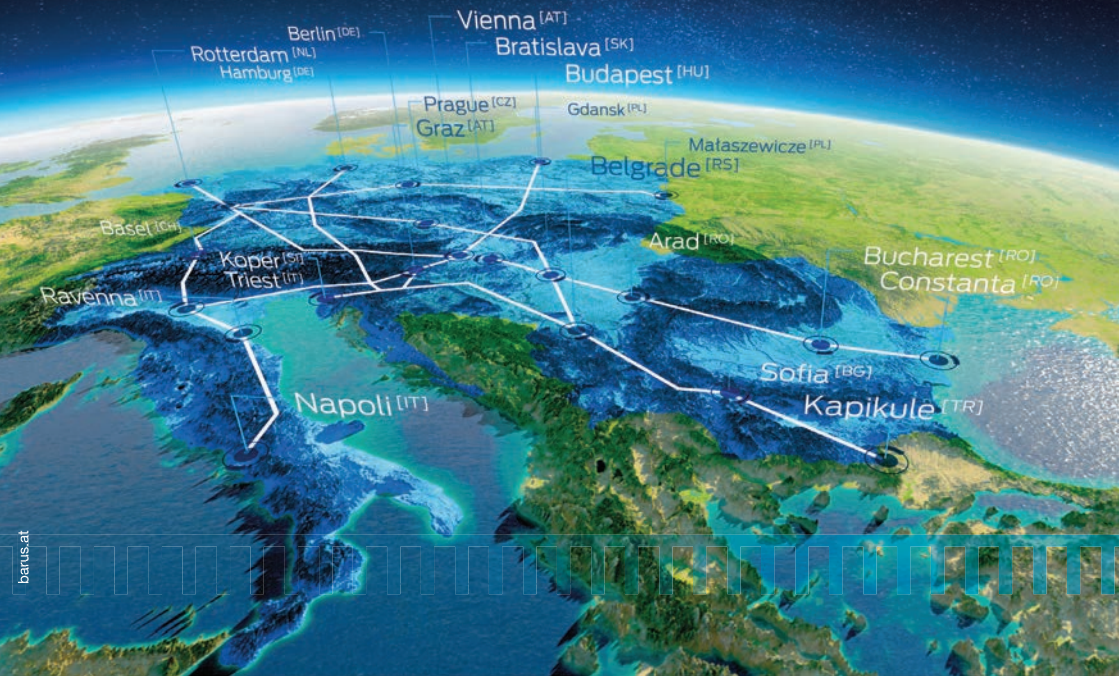 Vienna [AT]
Berlin [DE]
Bratislava [SK]
Rotterdam [NL]
Hamburg [DE]
Budapest [HU]
Prague [CZ]
Gdansk [PL]
Graz [AT]
Małaszewicze [PL]
Belgrade [RS]
Basel [CH]
Arad [RO]
Koper [SI]
Bucharest [RO]
Triest [IT]
Constanta [RO]
Ravenna [IT]
Sofia [BG]
Napoli [IT]
Kapikule [TR]
barus.at